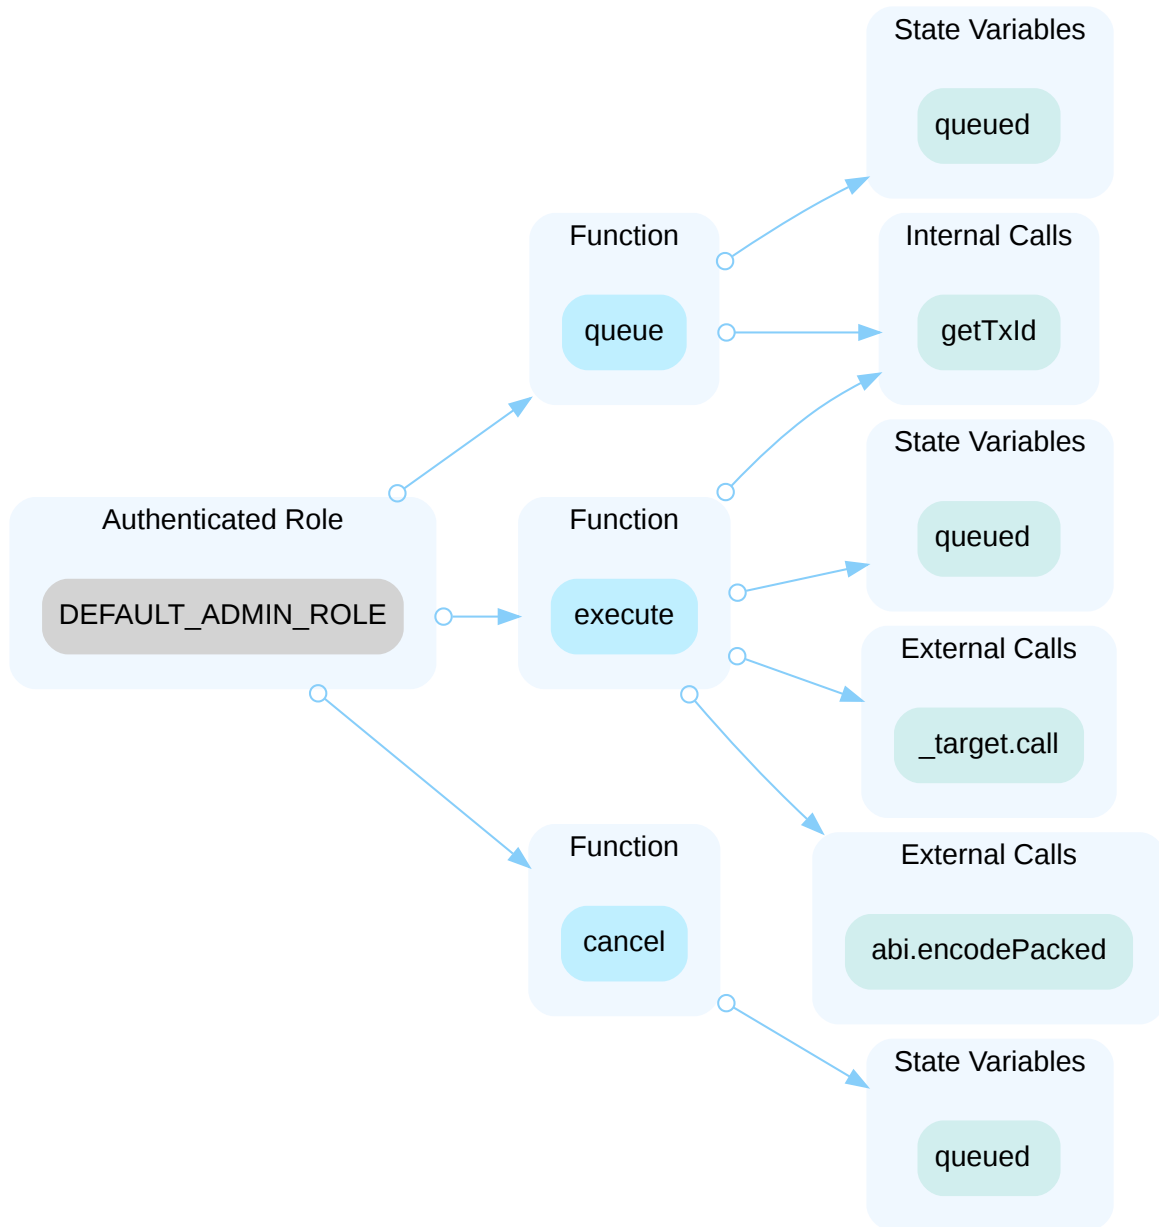 Authenticated Role
DEFAULT_ADMIN_ROLE
Function
queue
Function
execute
Function
cancel
State Variables
queued
Internal Calls
getTxId
State Variables
queued
External Calls
_target.call
External Calls
abi.encodePacked
State Variables
queued